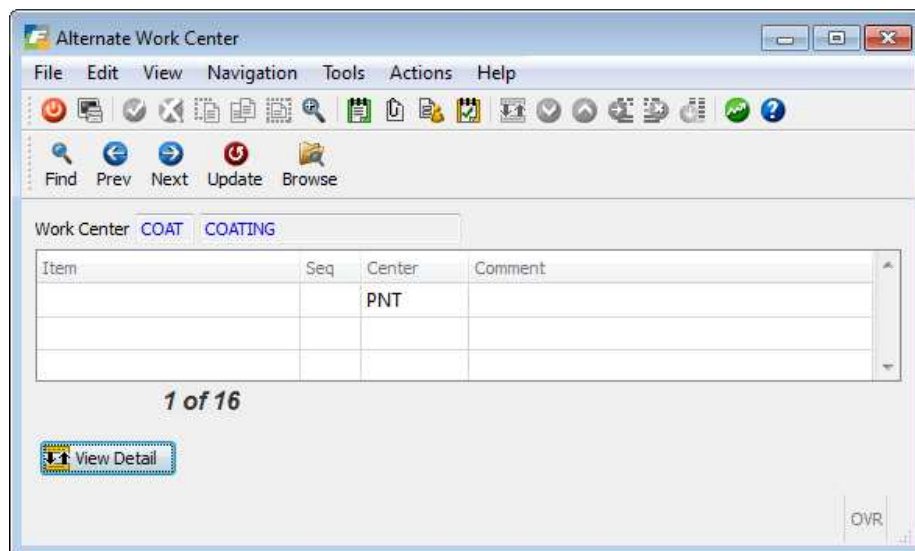 Alternate Work Center
File Edit View Navigation Tools Actions Help
Find Prev Next Update Browse
Work Center COAT COATING
Item Seq Center Comment
PNT
1 of 16
View Detail
OVR